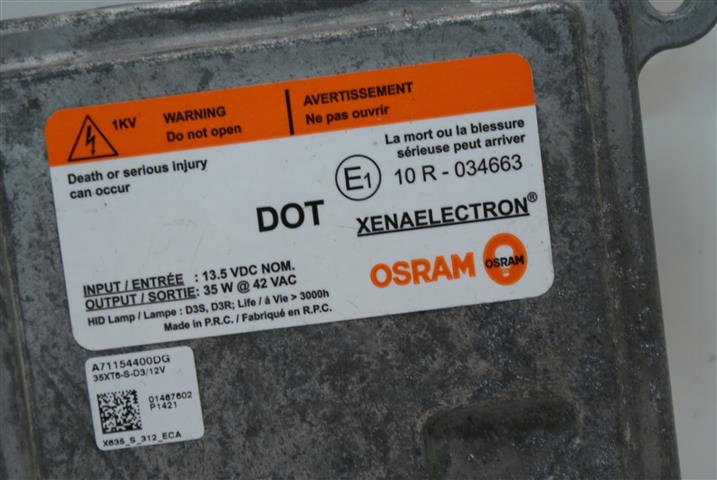 1KV
WARNING
Do not open
AVERTISSEMENT
Ne pas ouvrir
Death or serious injury
can occur
La mort ou la blessure
sérieuse peut arriver
E1
10 R - 034663
DOT
XENAELECTRON®
INPUT / ENTRÉE : 13.5 VDC NOM.
OUTPUT / SORTIE: 35 W @ 42 VAC
HID Lamp / Lampe : D3S, D3R; Life / á Vie > 3000h
Made in P.R.C. / Fabriqué en R.P.C.
OSRAM
OSRAM
A71154400DG
35XT6-S-D3/12V
01487602
P1421
X635_S_312_ECA